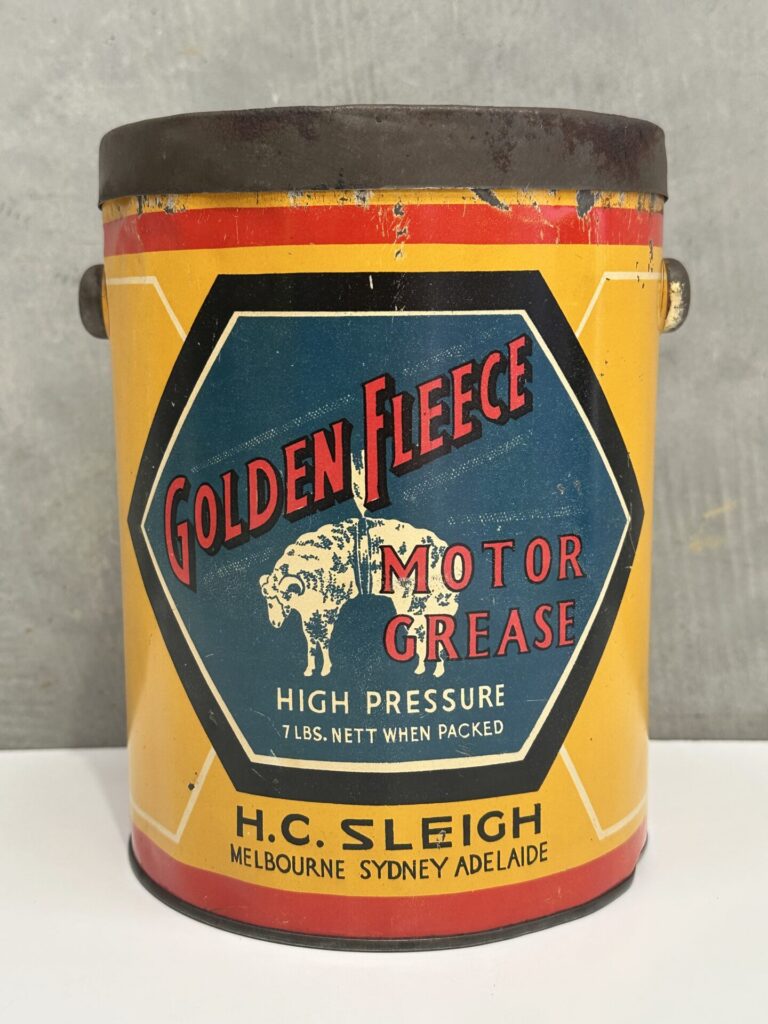 GOLDEN FLEECE
MOTOR
GREASE
HIGH PRESSURE
7 LBS. NETT WHEN PACKED
H.C. SLEIGH
MELBOURNE SYDNEY ADELAIDE